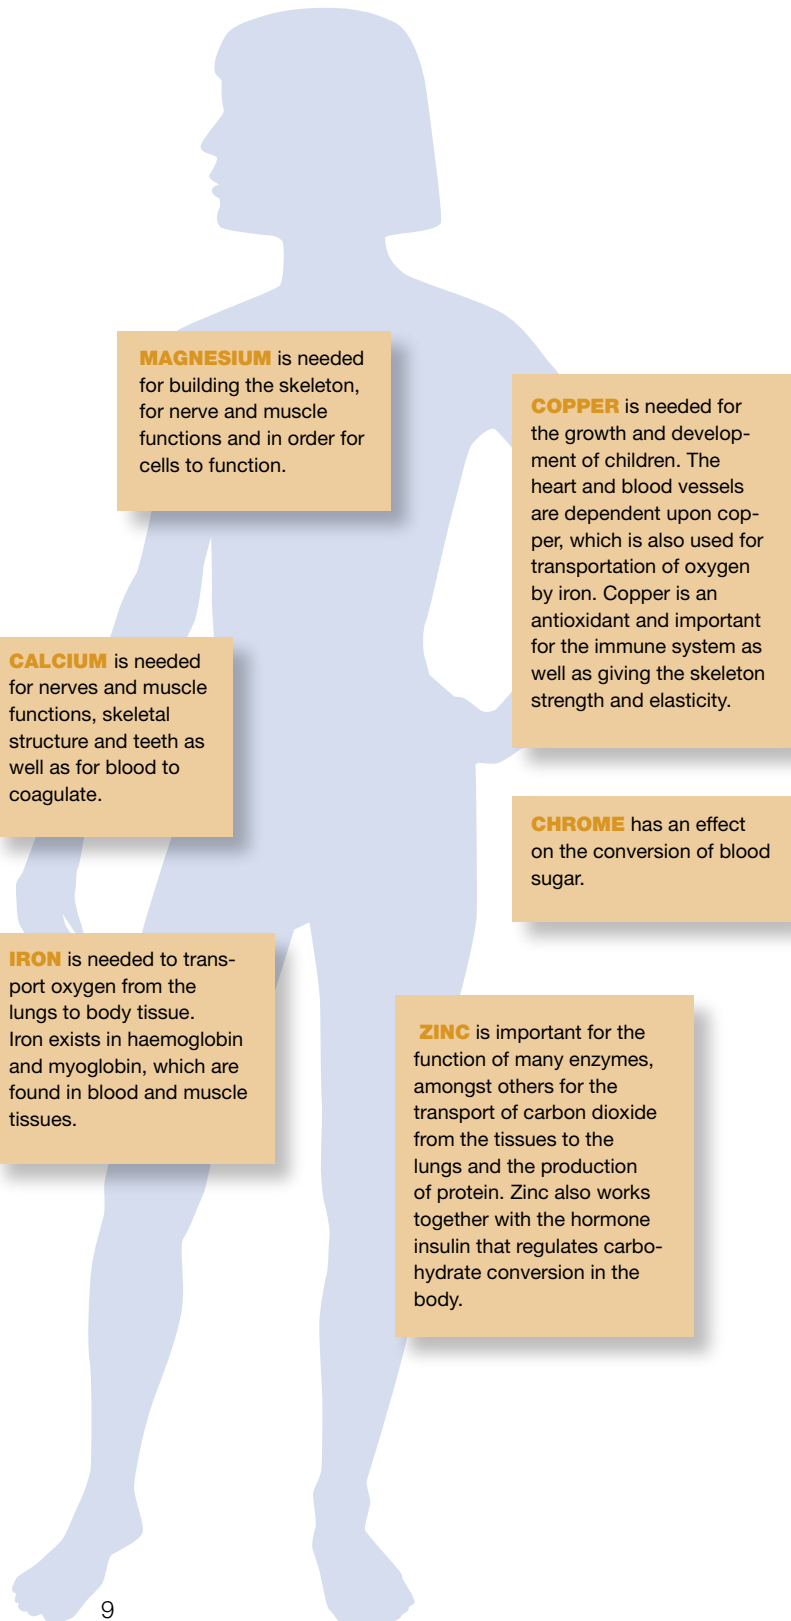 MAGNESIUM is needed
for building the skeleton,
for nerve and muscle
functions and in order for
cells to function.
COPPER is needed for
the growth and develop-
ment of children. The
heart and blood vessels
are dependent upon cop-
per, which is also used for
transportation of oxygen
by iron. Copper is an
antioxidant and important
for the immune system as
well as giving the skeleton
strength and elasticity.
CALCIUM is needed
for nerves and muscle
functions, skeletal
structure and teeth as
well as for blood to
coagulate.
CHROME has an effect
on the conversion of blood
sugar.
IRON is needed to trans-
port oxygen from the
lungs to body tissue.
Iron exists in haemoglobin
and myoglobin, which are
found in blood and muscle
tissues.
ZINC is important for the
function of many enzymes,
amongst others for the
transport of carbon dioxide
from the tissues to the
lungs and the production
of protein. Zinc also works
together with the hormone
insulin that regulates carbo-
hydrate conversion in the
body.
9